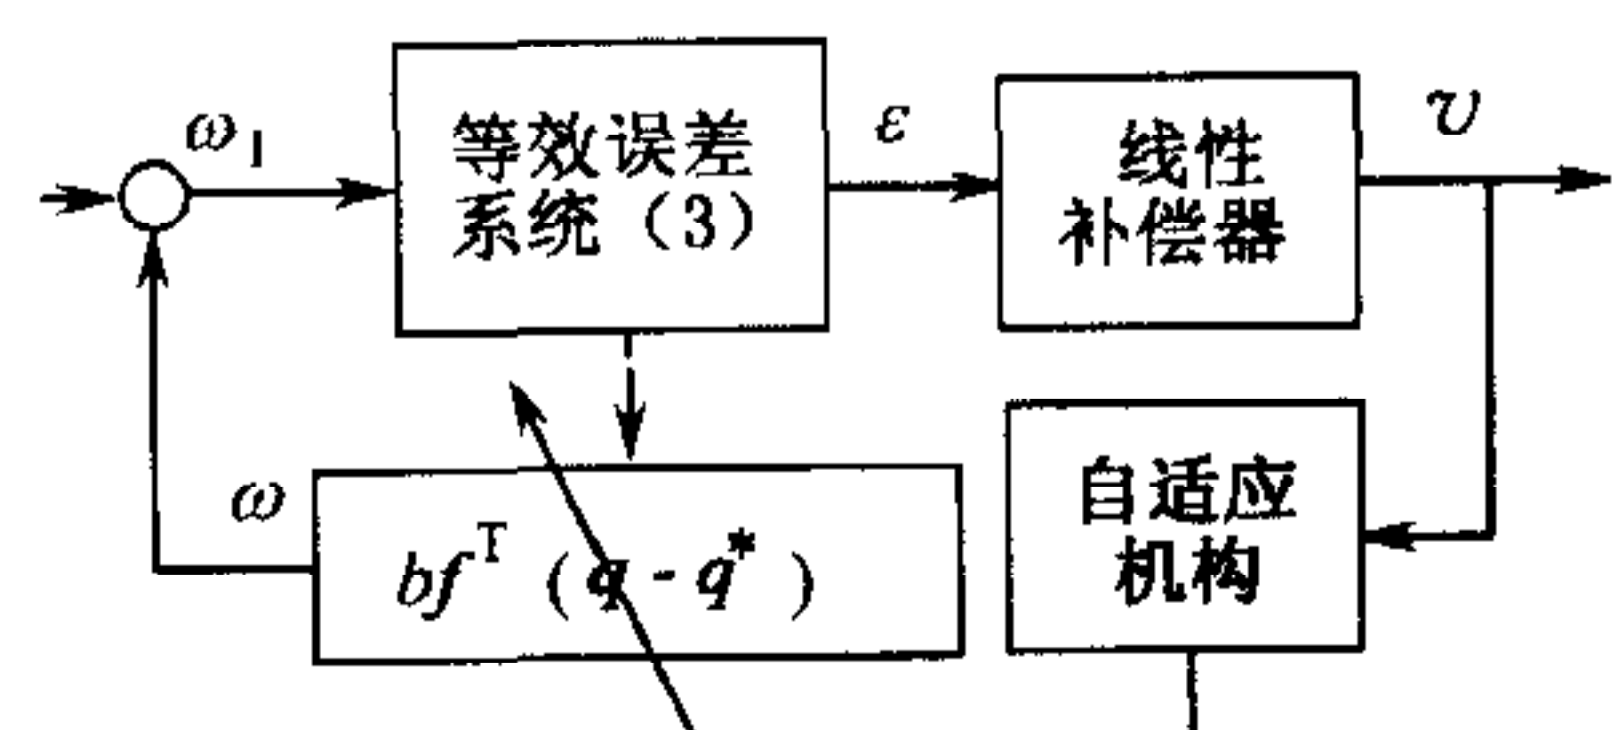 ω₁
等效误差
系统（3）
ε
线性
补偿器
υ
ω
bfᵀ（q - q*）
自适应
机构